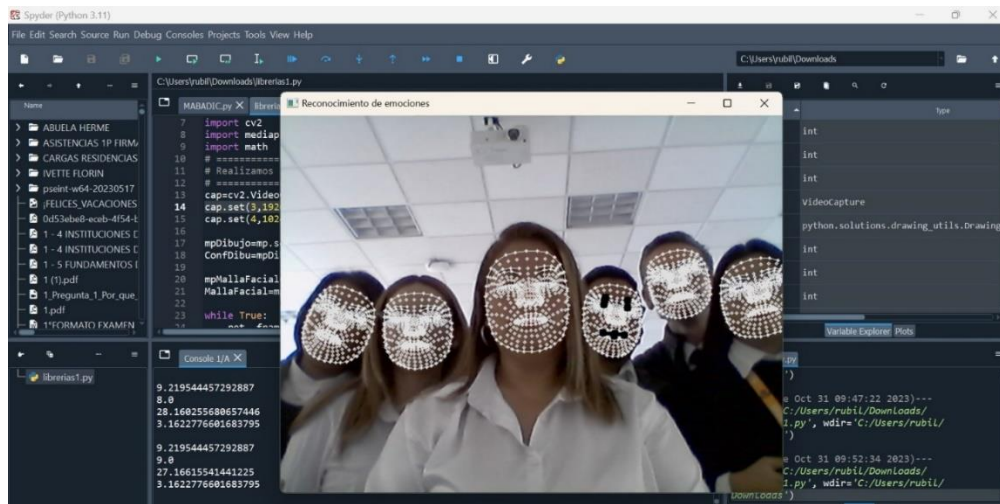 Spyder (Python 3.11)
File Edit Search Source Run Debug Consoles Projects Tools View Help
C:\Users\rubil\Downloads
C:\Users\rubil\Downloads\librerias1.py
Name
ABUELA HERME
ASISTENCIAS 1P FIRMA
CARGAS RESIDENCIAS
IVETTE FLORIN
pseint-w64-20230517
¡FELICES_VACACIONES
0d53ebe8-eceb-4f54-b
1 - 4 INSTITUCIONES D
1 - 4 INSTITUCIONES D
1 - 5 FUNDAMENTOS D
1 (1).pdf
1_Pregunta_1_Por_que_
1.pdf
1°FORMATO EXAMEN
MABADIC.py
libreria
7 import cv2
8 import mediap
9 import math
10 # ==========
11 # Realizamos
12 # ==========
13 cap=cv2.Video
14 cap.set(3,192
15 cap.set(4,102
16
17 mpDibujo=mp.s
18 ConfDibu=mpDi
19
20 mpMallaFacial
21 MallaFacial=m
22
23 while True:
24
Reconocimiento de emociones
Type
int
int
int
VideoCapture
python.solutions.drawing_utils.Drawing
int
int
int
Variable Explorer Plots
librerias1.py
Console 1/A
9.219544457292887
8.0
28.160255680657446
3.1622776601683795
9.219544457292887
9.0
27.16615541441225
3.1622776601683795
.py
')
e Oct 31 09:47:22 2023)---
C:/Users/rubil/Downloads/
1.py', wdir='C:/Users/rubil/
')
e Oct 31 09:52:34 2023)---
C:/Users/rubil/Downloads/
1.py', wdir='C:/Users/rubil/
Downloads')